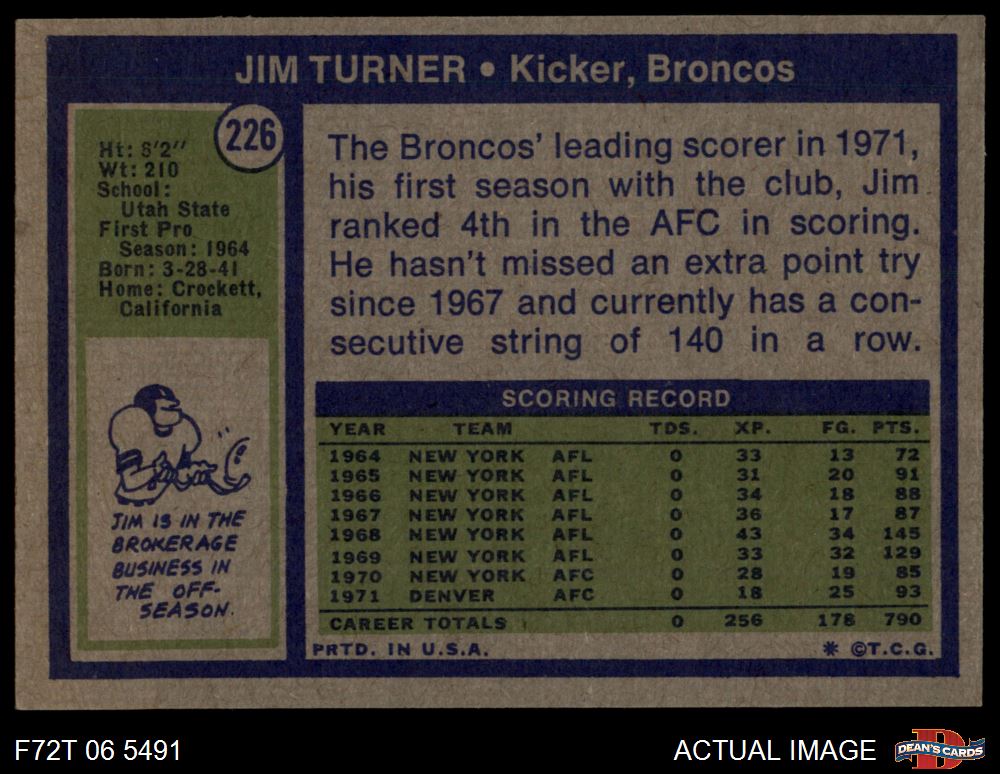 JIM TURNER • Kicker, Broncos
226
Ht: 6'2"
Wt: 210
School:
Utah State
First Pro
Season: 1964
Born: 3-28-41
Home: Crockett,
California
JIM IS IN THE
BROKERAGE
BUSINESS IN
THE OFF-
SEASON.
The Broncos' leading scorer in 1971,
his first season with the club, Jim
ranked 4th in the AFC in scoring.
He hasn't missed an extra point try
since 1967 and currently has a con-
secutive string of 140 in a row.
SCORING RECORD
YEAR TEAM TDS. XP. FG. PTS.
1964 NEW YORK AFL 0 33 13 72
1965 NEW YORK AFL 0 31 20 91
1966 NEW YORK AFL 0 34 18 88
1967 NEW YORK AFL 0 36 17 87
1968 NEW YORK AFL 0 43 34 145
1969 NEW YORK AFL 0 33 32 129
1970 NEW YORK AFC 0 28 19 85
1971 DENVER AFC 0 18 25 93
CAREER TOTALS 0 256 178 790
PRTD. IN U.S.A. * ©T.C.G.
F72T 06 5491 ACTUAL IMAGE D DEAN'S CARDS